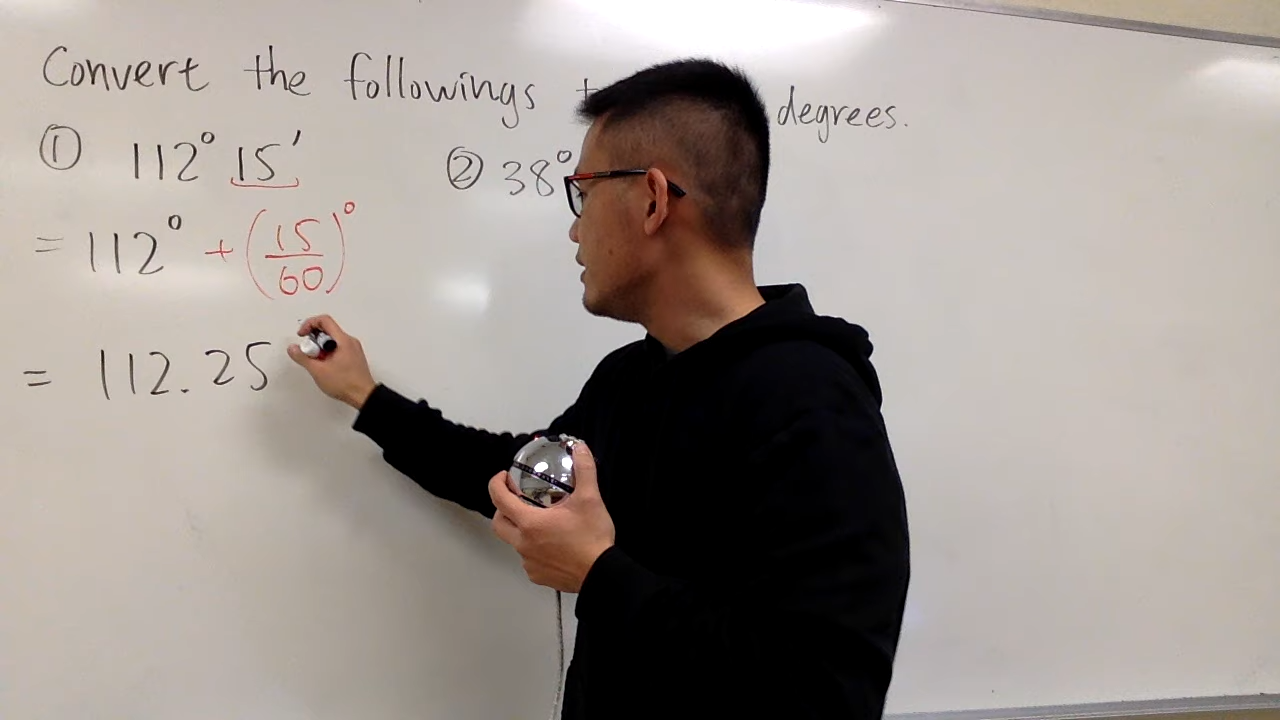 Convert the followings degrees.
① 112° 15' ② 38°
= 112° + (15/60)°
= 112.25